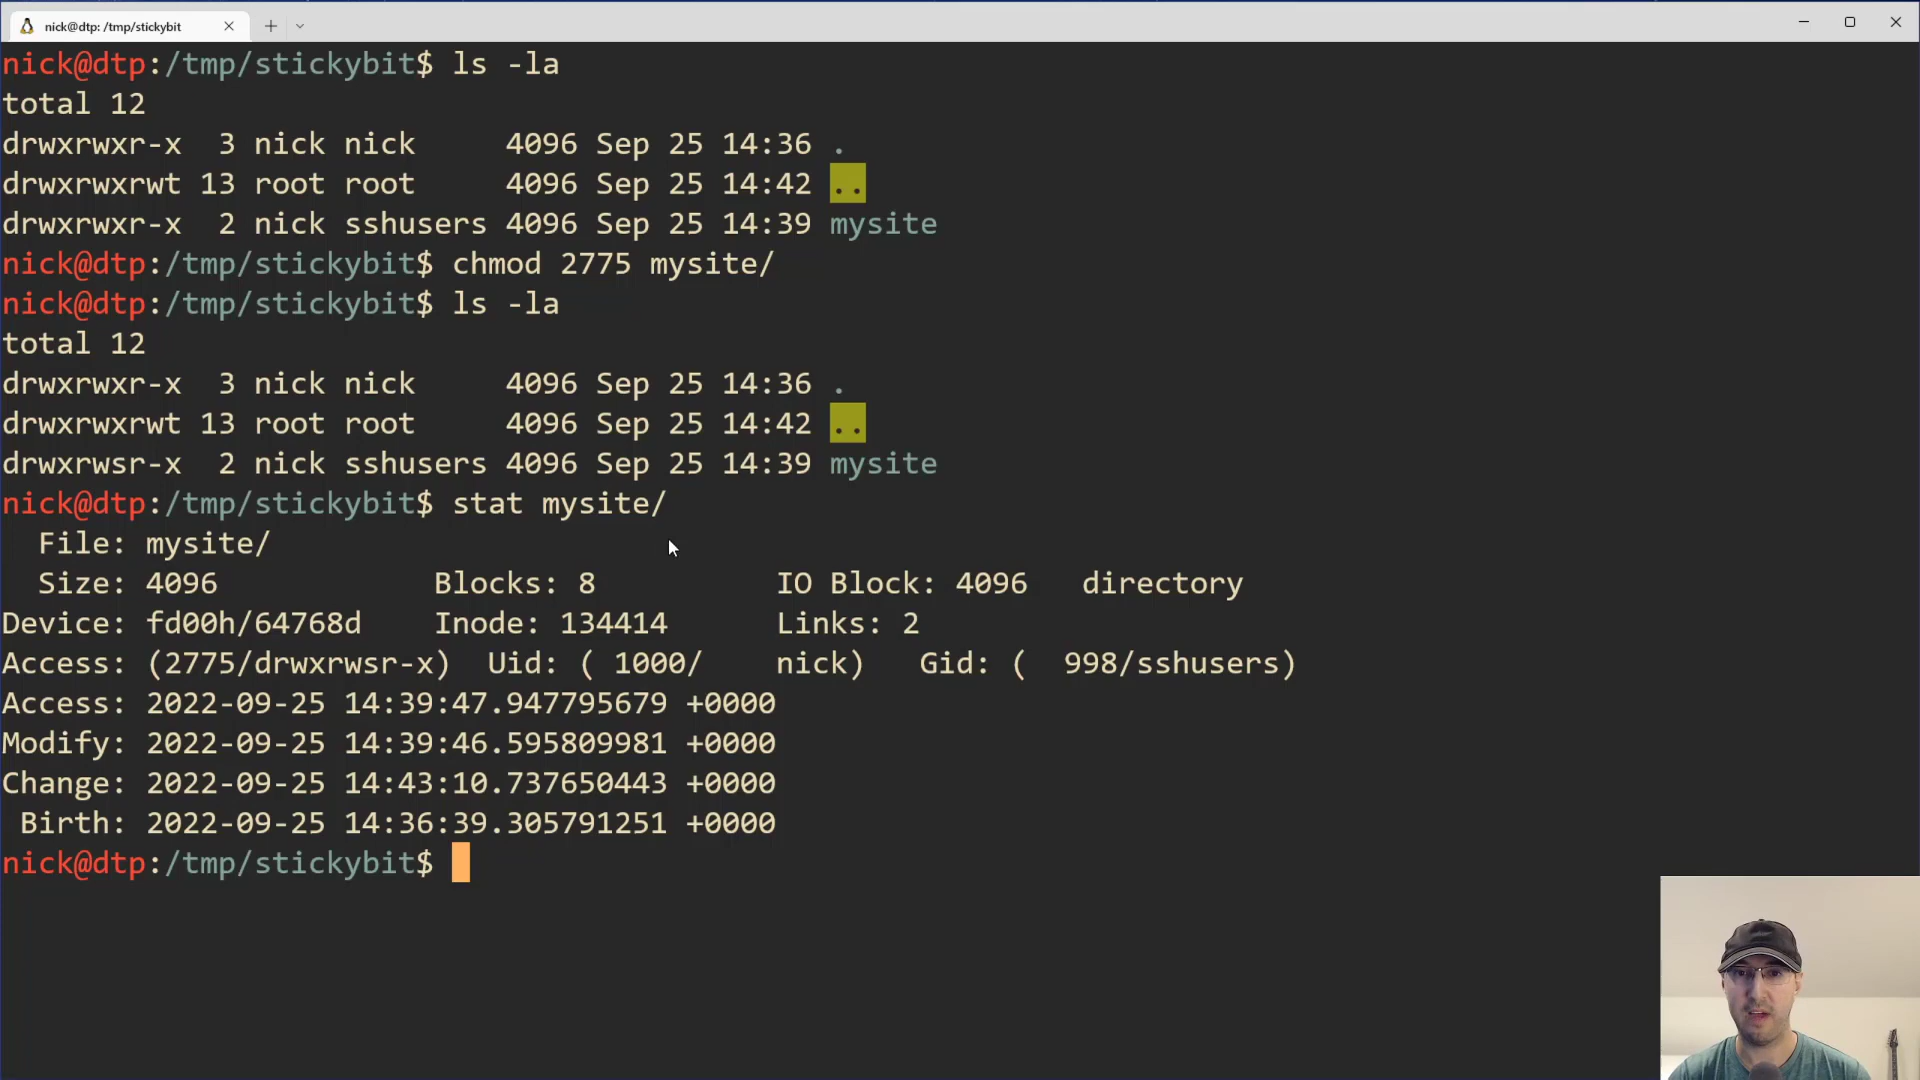 nick@dtp: /tmp/stickybit
nick@dtp:/tmp/stickybit$ ls -la
total 12
drwxrwxr-x  3 nick nick     4096 Sep 25 14:36 .
drwxrwxrwt 13 root root     4096 Sep 25 14:42 ..
drwxrwxr-x  2 nick sshusers 4096 Sep 25 14:39 mysite
nick@dtp:/tmp/stickybit$ chmod 2775 mysite/
nick@dtp:/tmp/stickybit$ ls -la
total 12
drwxrwxr-x  3 nick nick     4096 Sep 25 14:36 .
drwxrwxrwt 13 root root     4096 Sep 25 14:42 ..
drwxrwsr-x  2 nick sshusers 4096 Sep 25 14:39 mysite
nick@dtp:/tmp/stickybit$ stat mysite/
  File: mysite/
  Size: 4096            Blocks: 8          IO Block: 4096   directory
Device: fd00h/64768d    Inode: 134414      Links: 2
Access: (2775/drwxrwsr-x)  Uid: ( 1000/    nick)   Gid: (  998/sshusers)
Access: 2022-09-25 14:39:47.947795679 +0000
Modify: 2022-09-25 14:39:46.595809981 +0000
Change: 2022-09-25 14:43:10.737650443 +0000
 Birth: 2022-09-25 14:36:39.305791251 +0000
nick@dtp:/tmp/stickybit$